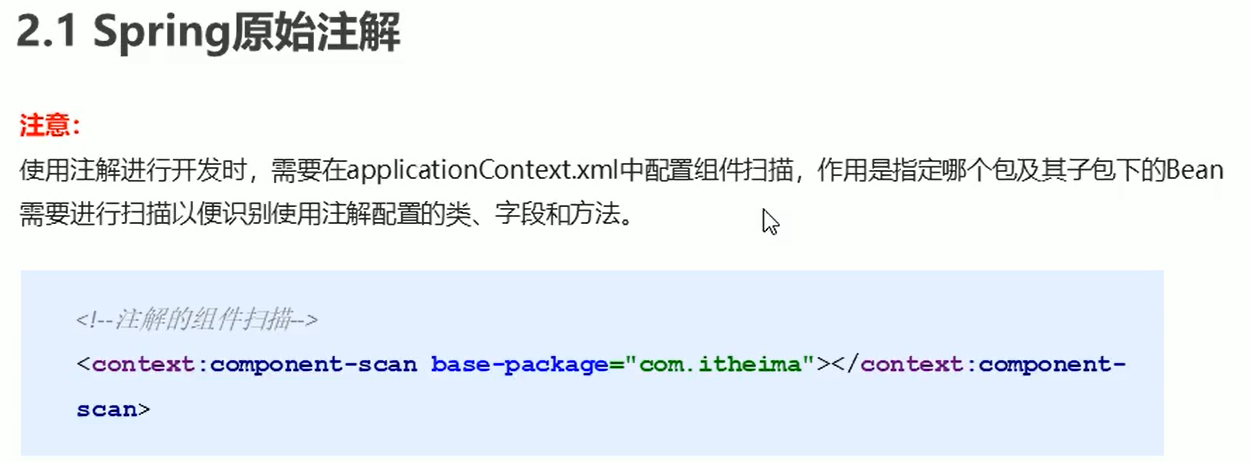 2.1 Spring原始注解
注意：
使用注解进行开发时，需要在applicationContext.xml中配置组件扫描，作用是指定哪个包及其子包下的Bean
需要进行扫描以便识别使用注解配置的类、字段和方法。
<!--注解的组件扫描-->
<context:component-scan base-package="com.itheima"></context:component-
scan>